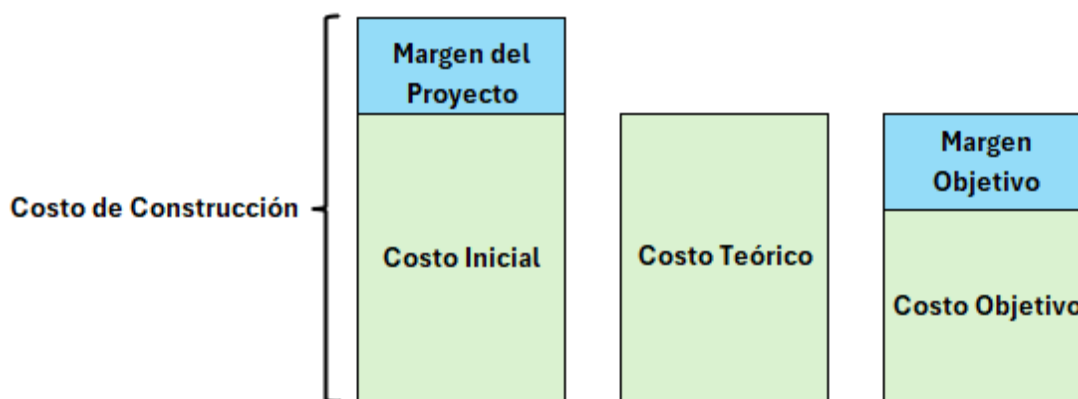 Margen del
Proyecto
Costo de Construcción
Costo Inicial
Costo Teórico
Margen
Objetivo
Costo Objetivo